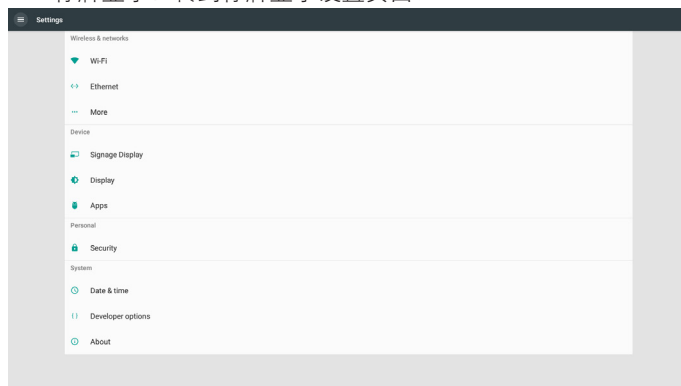 Settings
Wireless & networks
Wi-Fi
Ethernet
More
Device
Signage Display
Display
Apps
Personal
Security
System
Date & time
Developer options
About